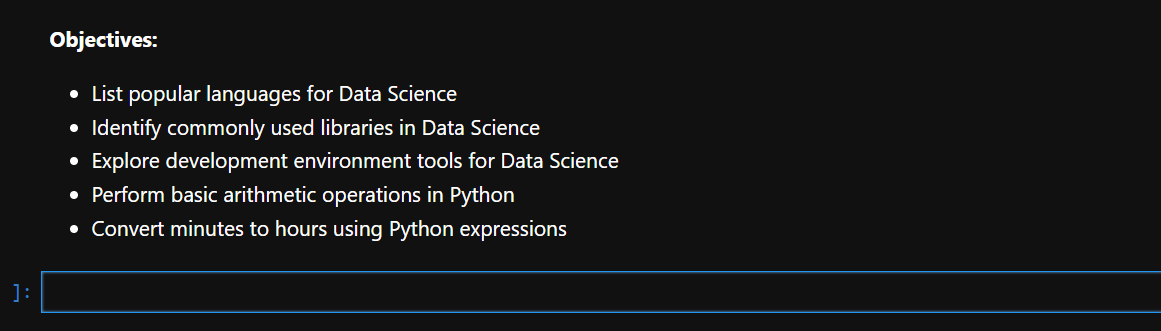 Objectives:
• List popular languages for Data Science
• Identify commonly used libraries in Data Science
• Explore development environment tools for Data Science
• Perform basic arithmetic operations in Python
• Convert minutes to hours using Python expressions
]: